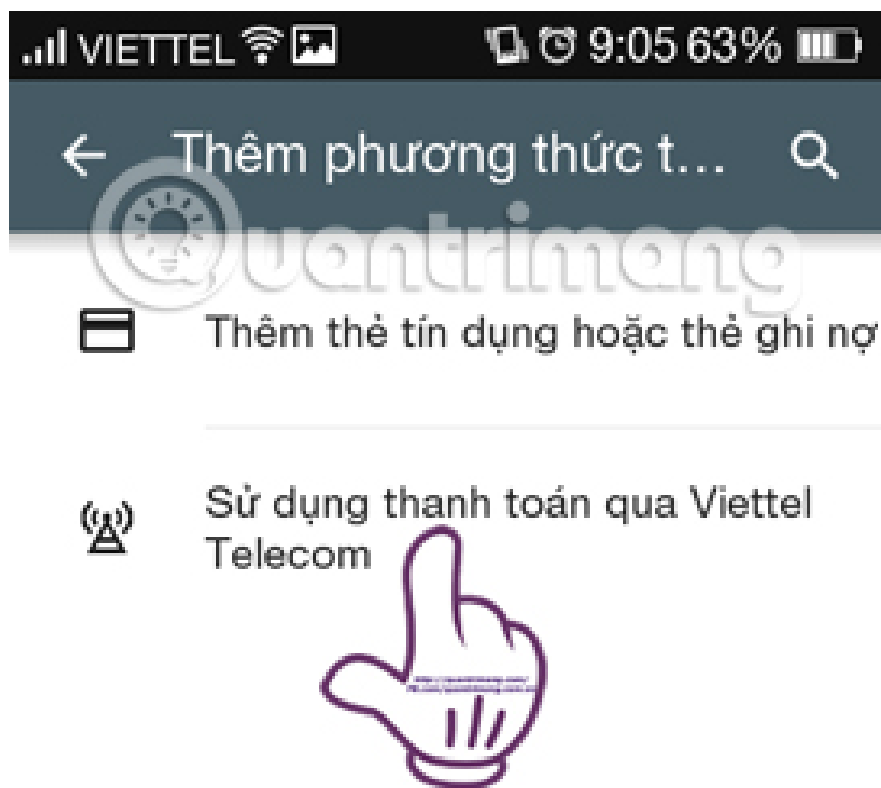 VIETTEL 9:05 63%
Thêm phương thức t...
Quantrimang
Thêm thẻ tín dụng hoặc thẻ ghi nợ
Sử dụng thanh toán qua Viettel
Telecom